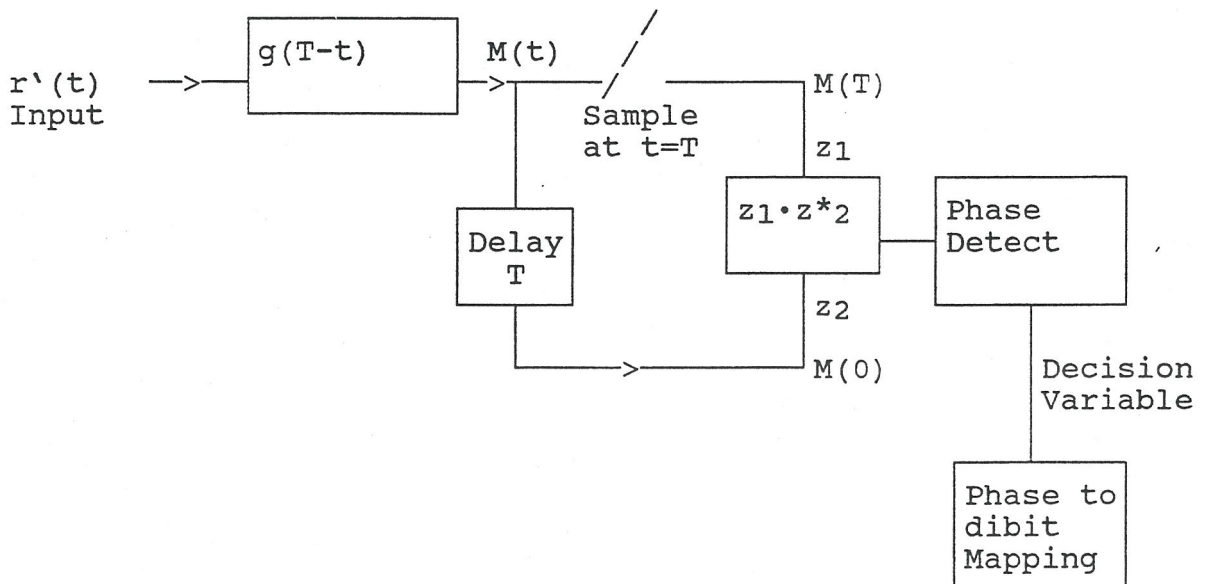 g(T-t)
M(t)
r`(t)
Input
Sample
at t=T
M(T)
z1
z1•z*2
Phase
Detect
Delay
T
z2
M(0)
Decision
Variable
Phase to
dibit
Mapping